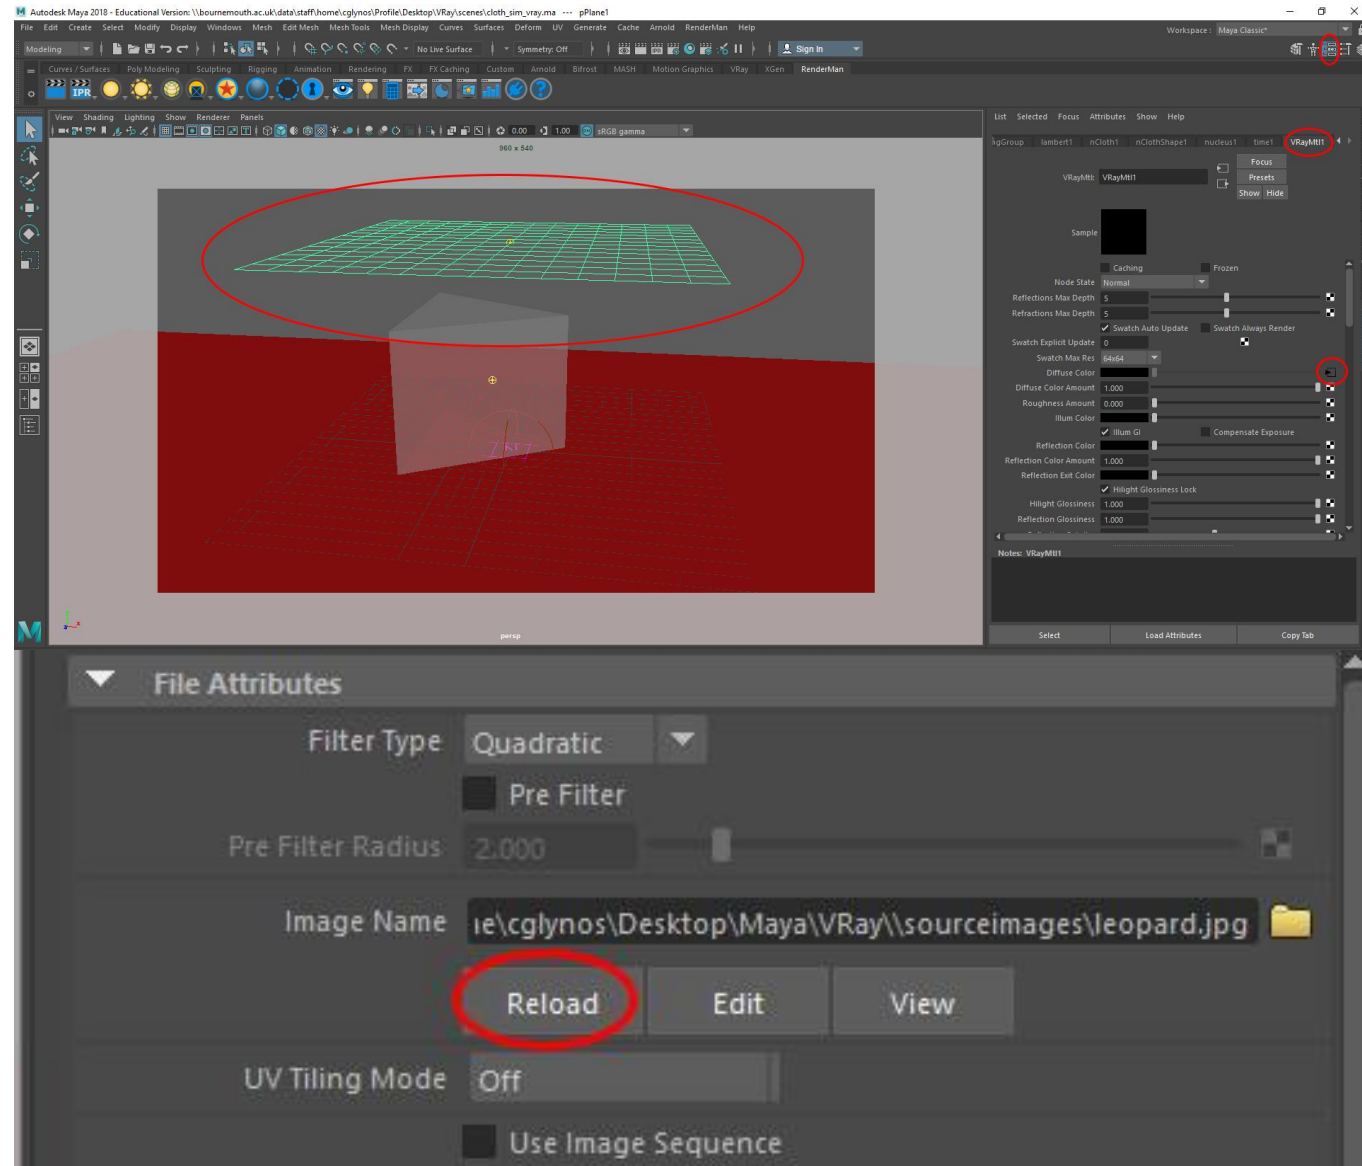 Autodesk Maya 2018 - Educational Version: \\bournemouth.ac.uk\data\staff\home\cglynos\Profile\Desktop\VRay\scenes\cloth_sim_vray.ma --- pPlane1
File Edit Create Select Modify Display Windows Mesh Edit Mesh Mesh Tools Mesh Display Curves Surfaces Deform UV Generate Cache Arnold RenderMan Help
Workspace: Maya Classic*
Modeling No Live Surface Symmetry: Off Sign In
Curves / Surfaces Poly Modeling Sculpting Rigging Animation Rendering FX FX Caching Custom Arnold Bifrost MASH Motion Graphics VRay XGen RenderMan
IPR
View Shading Lighting Show Renderer Panels
0.00 1.00 sRGB gamma
960 x 540
persp
List Selected Focus Attributes Show Help
lambert1 nCloth1 nClothShape1 nucleus1 time1 VRayMtl1
Focus
VRayMtl: VRayMtl1 Presets
Show Hide
Sample
Caching Frozen
Node State Normal
Reflections Max Depth 5
Refractions Max Depth 5
Swatch Auto Update Swatch Always Render
Swatch Explicit Update 0
Swatch Max Res 64x64
Diffuse Color
Diffuse Color Amount 1.000
Roughness Amount 0.000
Illum Color
Illum GI Compensate Exposure
Reflection Color
Reflection Color Amount 1.000
Reflection Exit Color
Hilight Glossiness Lock
Hilight Glossiness 1.000
Reflection Glossiness 1.000
Notes: VRayMtl1
Select Load Attributes Copy Tab
File Attributes
Filter Type Quadratic
Pre Filter
Pre Filter Radius 2.000
Image Name ıe\cglynos\Desktop\Maya\VRay\\sourceimages\leopard.jpg
Reload Edit View
UV Tiling Mode Off
Use Image Sequence